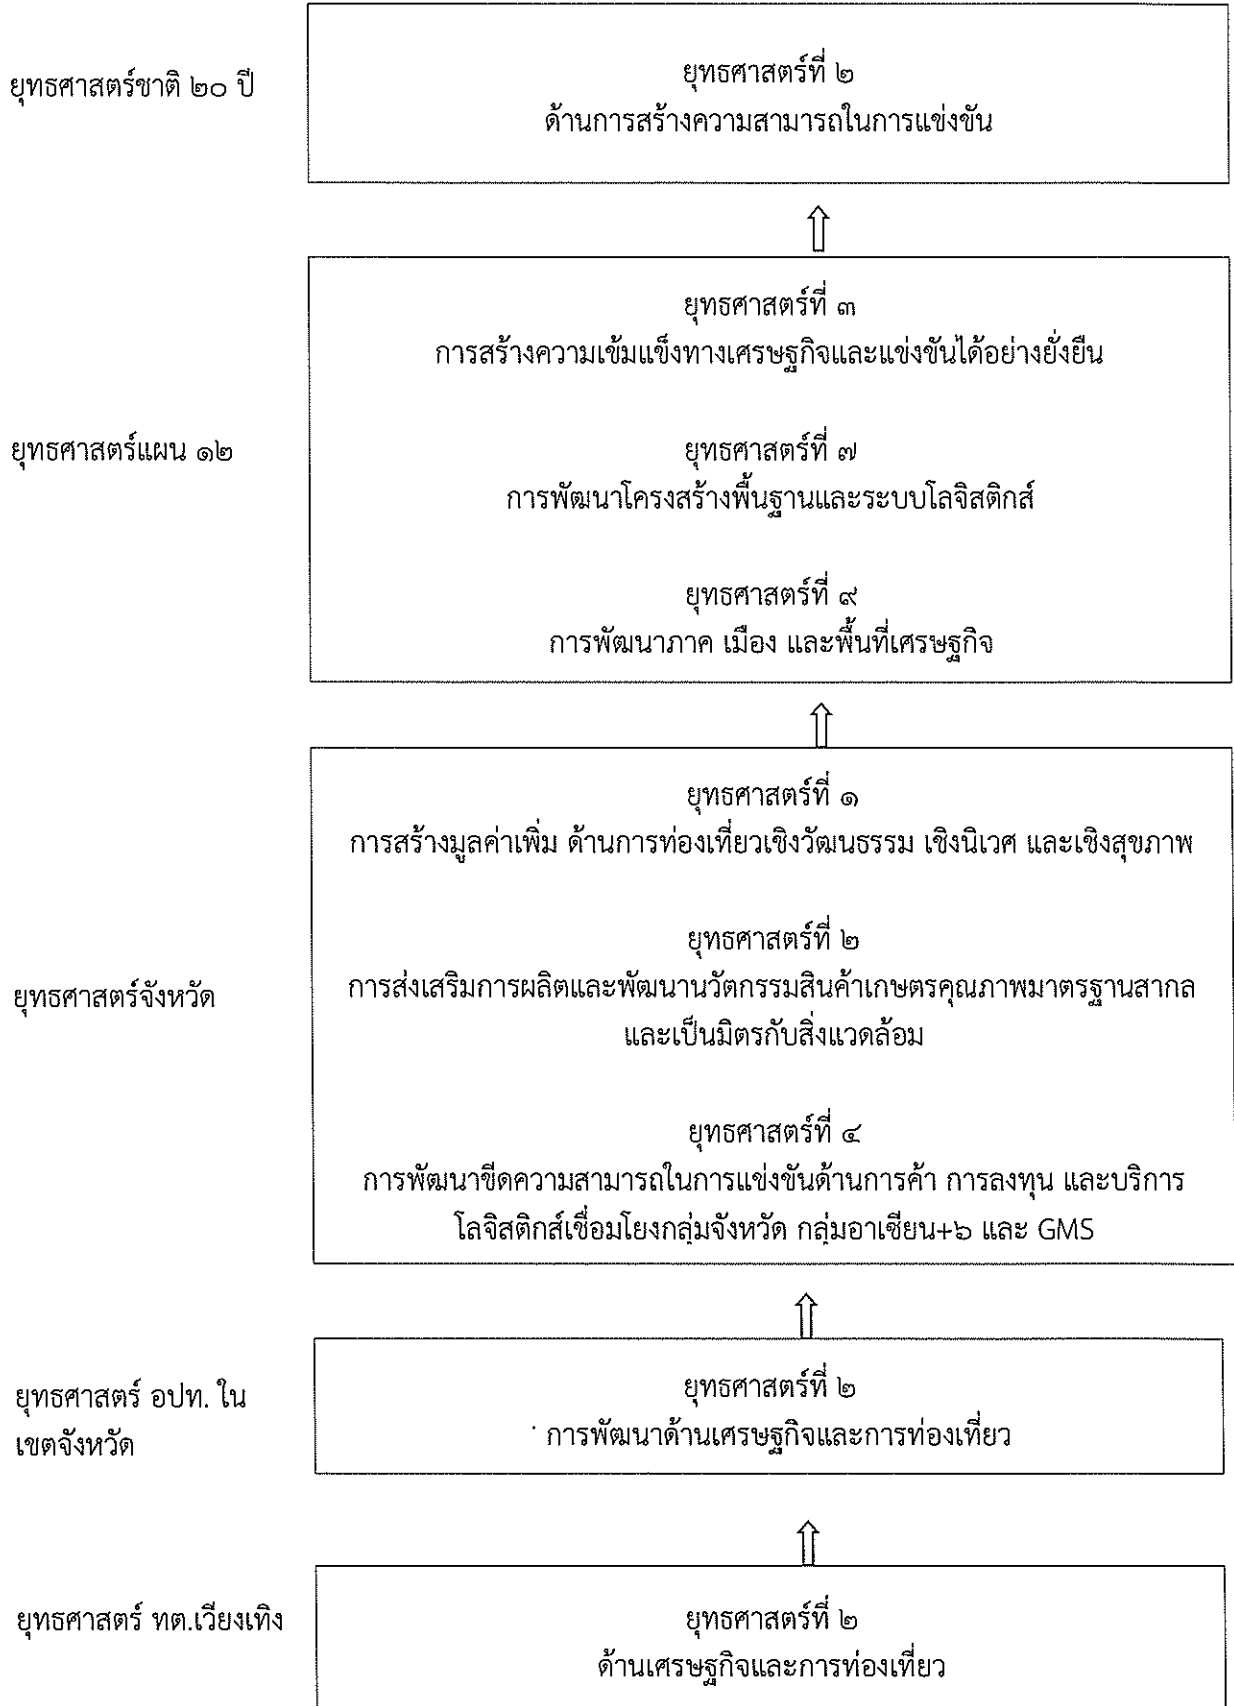 ยุทธศาสตร์ชาติ ๒๐ ปี
ยุทธศาสตร์ที่ ๒
ด้านการสร้างความสามารถในการแข่งขัน
ยุทธศาสตร์แผน ๑๒
ยุทธศาสตร์ที่ ๓
การสร้างความเข้มแข็งทางเศรษฐกิจและแข่งขันได้อย่างยั่งยืน
ยุทธศาสตร์ที่ ๗
การพัฒนาโครงสร้างพื้นฐานและระบบโลจิสติกส์
ยุทธศาสตร์ที่ ๙
การพัฒนาภาค เมือง และพื้นที่เศรษฐกิจ
ยุทธศาสตร์จังหวัด
ยุทธศาสตร์ที่ ๑
การสร้างมูลค่าเพิ่ม ด้านการท่องเที่ยวเชิงวัฒนธรรม เชิงนิเวศ และเชิงสุขภาพ
ยุทธศาสตร์ที่ ๒
การส่งเสริมการผลิตและพัฒนานวัตกรรมสินค้าเกษตรคุณภาพมาตรฐานสากล
และเป็นมิตรกับสิ่งแวดล้อม
ยุทธศาสตร์ที่ ๔
การพัฒนาขีดความสามารถในการแข่งขันด้านการค้า การลงทุน และบริการ
โลจิสติกส์เชื่อมโยงกลุ่มจังหวัด กลุ่มอาเซียน+๖ และ GMS
ยุทธศาสตร์ อปท. ใน
เขตจังหวัด
ยุทธศาสตร์ที่ ๒
การพัฒนาด้านเศรษฐกิจและการท่องเที่ยว
ยุทธศาสตร์ ทต.เวียงเทิง
ยุทธศาสตร์ที่ ๒
ด้านเศรษฐกิจและการท่องเที่ยว